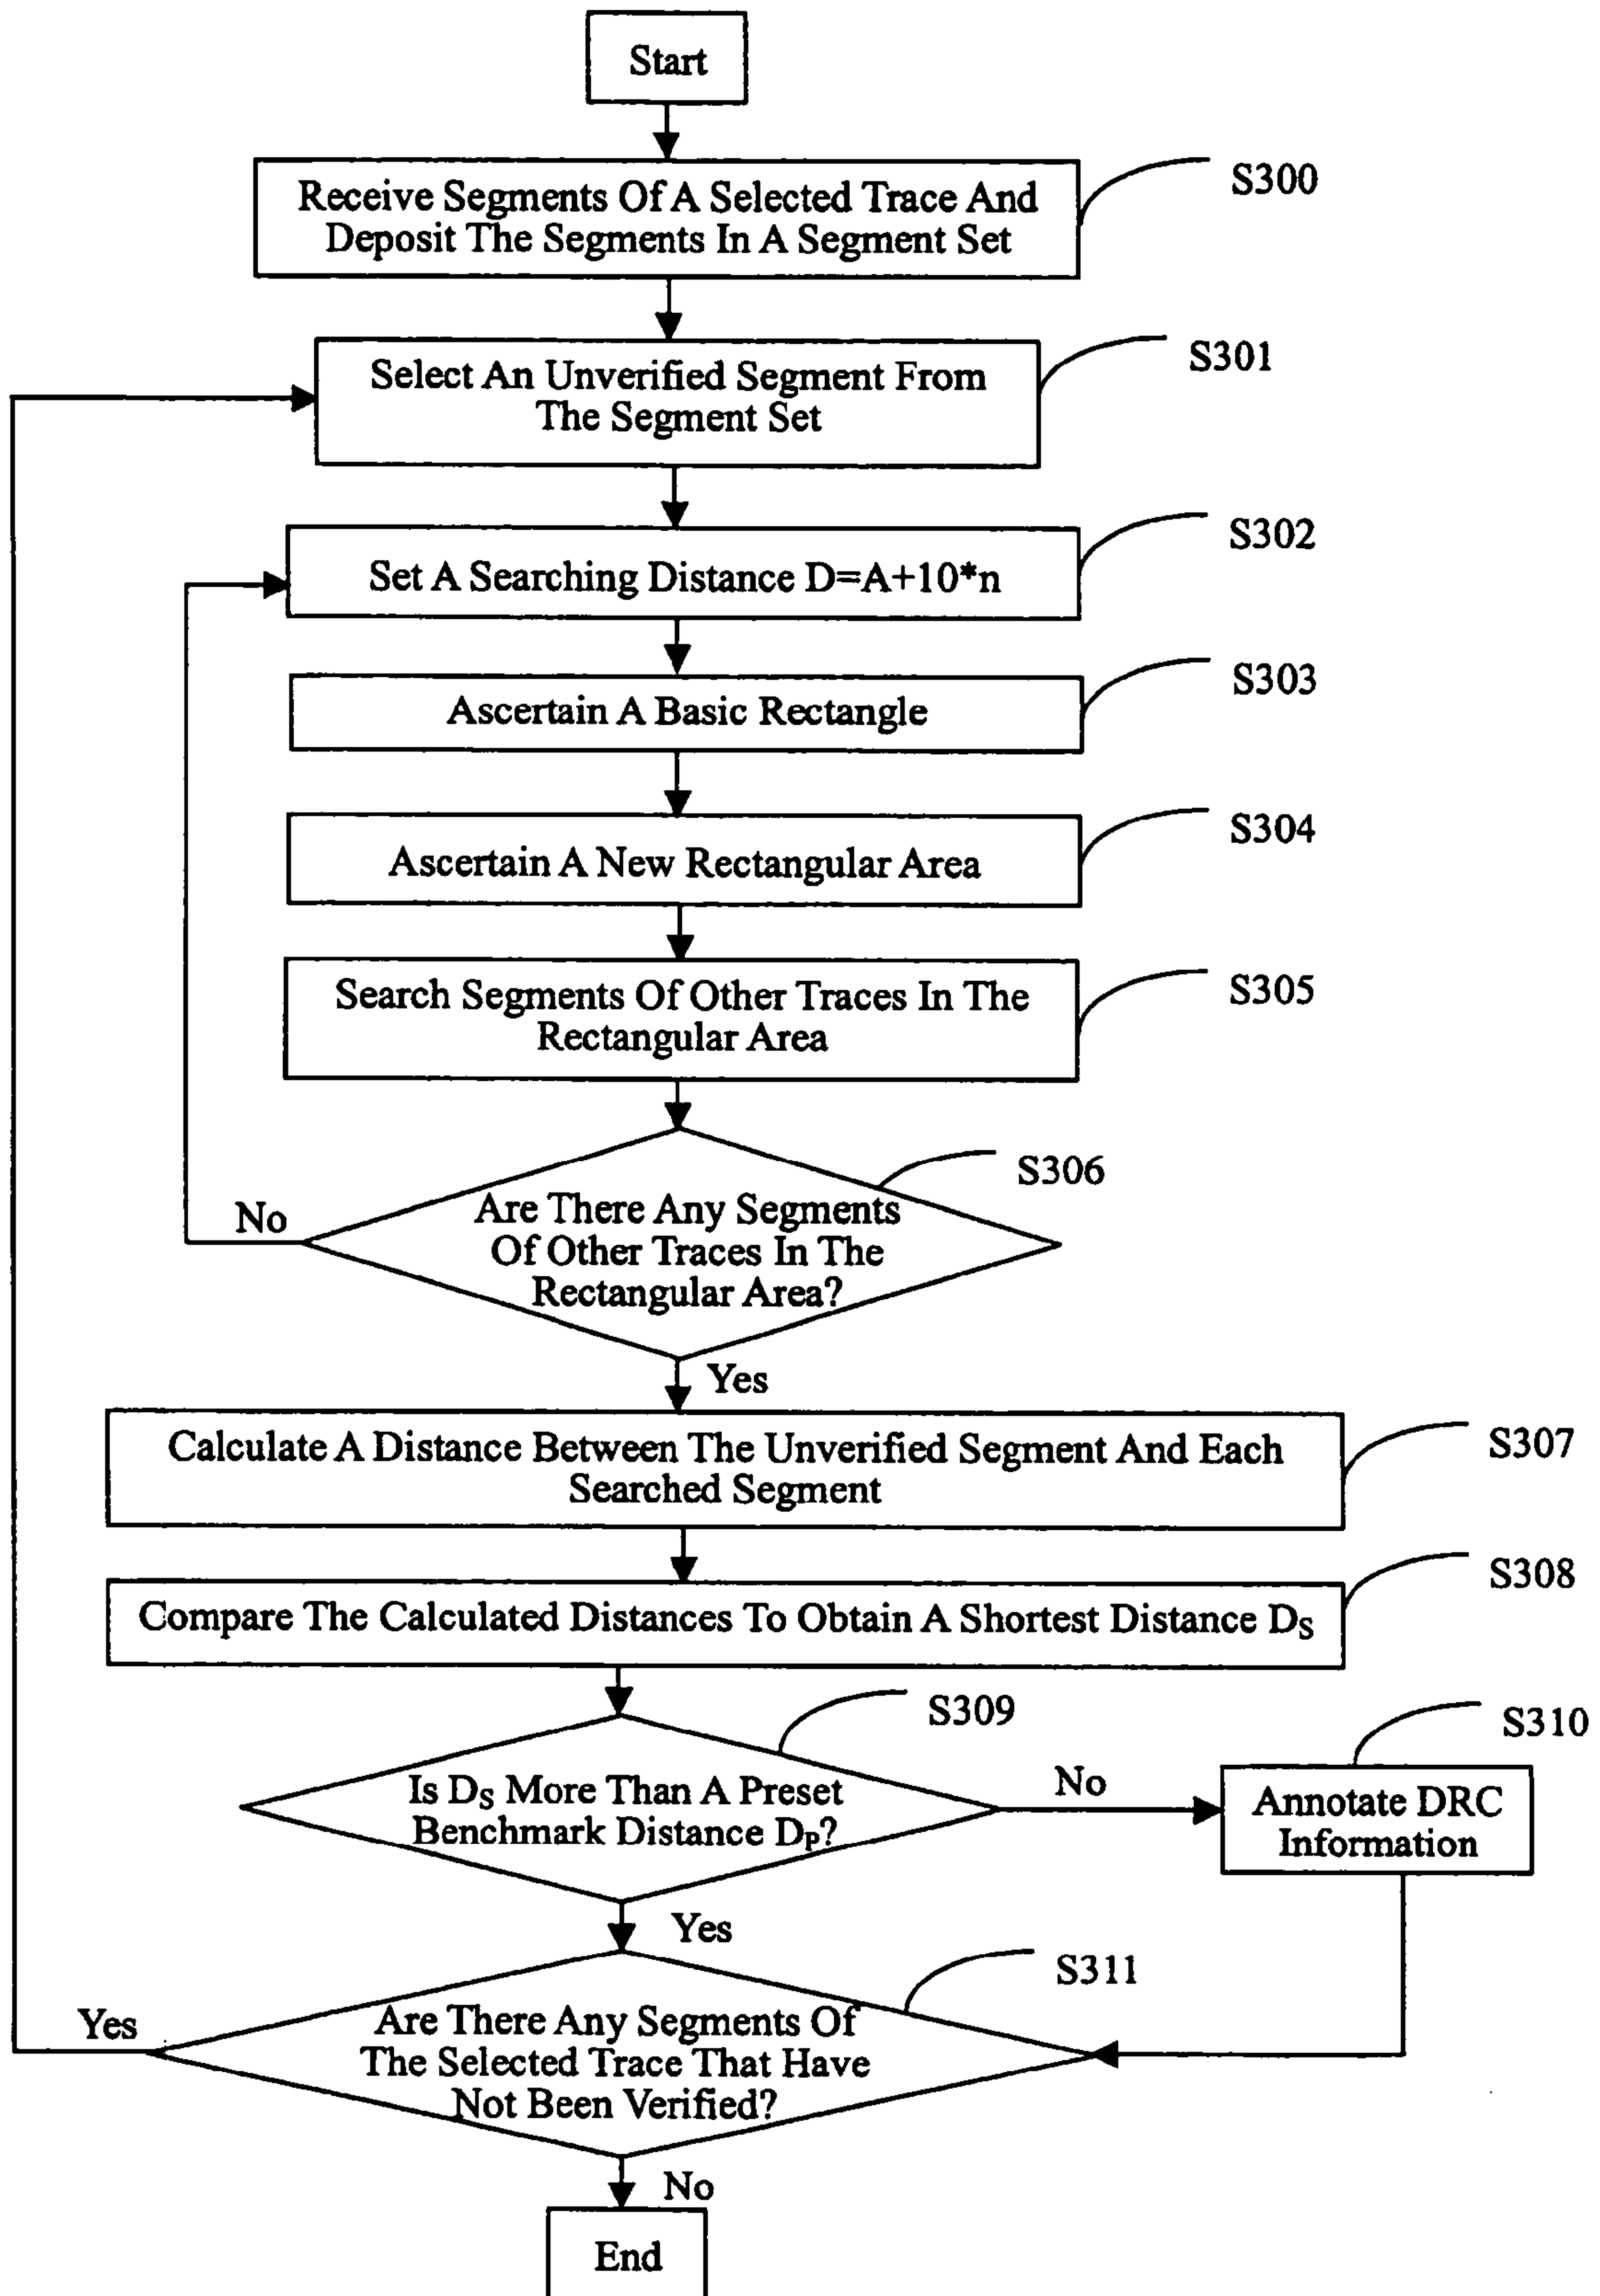 Start
Receive Segments Of A Selected Trace And
Deposit The Segments In A Segment Set
S300
Select An Unverified Segment From
The Segment Set
S301
Set A Searching Distance D=A+10*n
S302
Ascertain A Basic Rectangle
S303
Ascertain A New Rectangular Area
S304
Search Segments Of Other Traces In The
Rectangular Area
S305
Are There Any Segments
Of Other Traces In The
Rectangular Area?
S306
No
Yes
Calculate A Distance Between The Unverified Segment And Each
Searched Segment
S307
Compare The Calculated Distances To Obtain A Shortest Distance DS
S308
Is DS More Than A Preset
Benchmark Distance DP?
S309
No
Annotate DRC
Information
S310
Yes
Are There Any Segments Of
The Selected Trace That Have
Not Been Verified?
S311
Yes
No
End